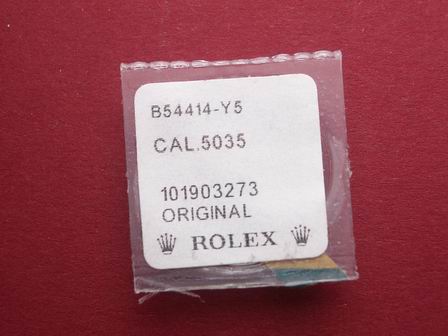 B54414-Y5
CAL.5035
101903273
ORIGINAL
ROLEX